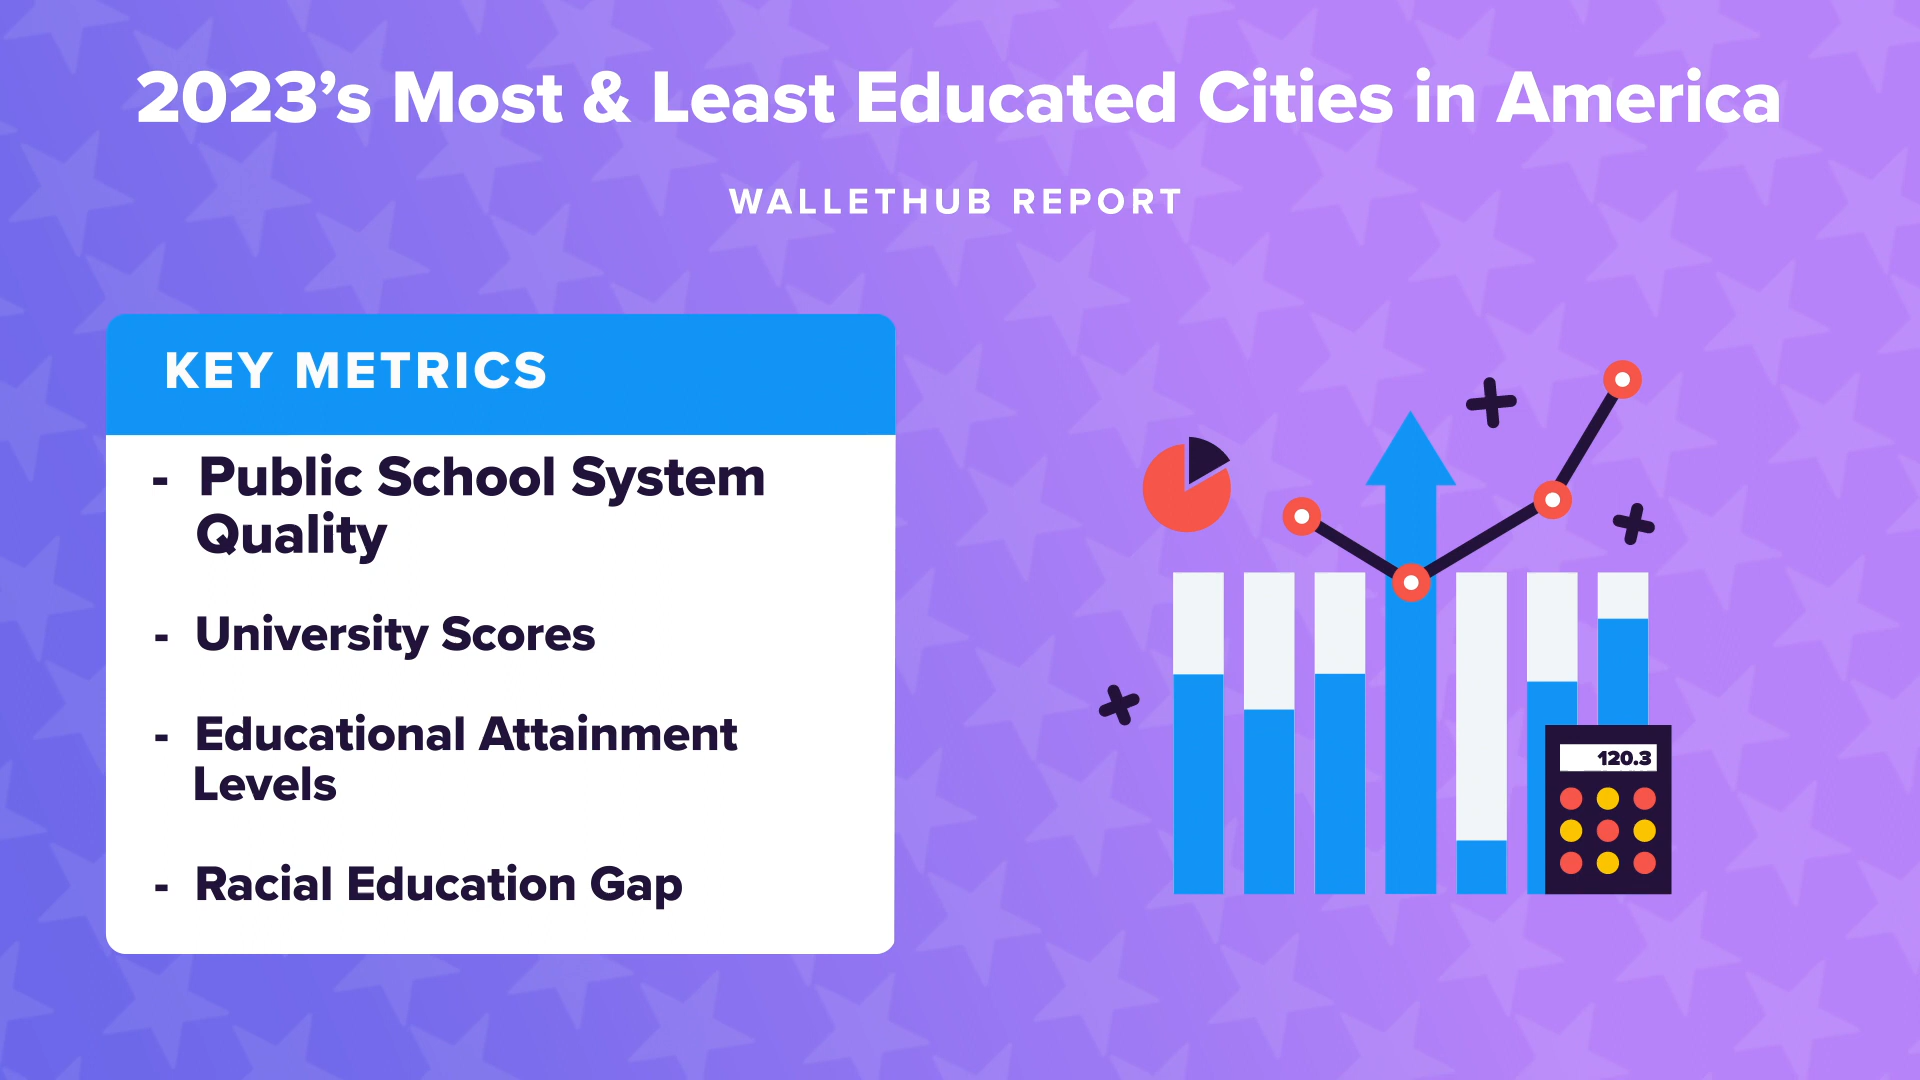 2023’s Most & Least Educated Cities in America
WALLETHUB REPORT
KEY METRICS
- Public School System
Quality
- University Scores
- Educational Attainment
Levels
- Racial Education Gap
120.3